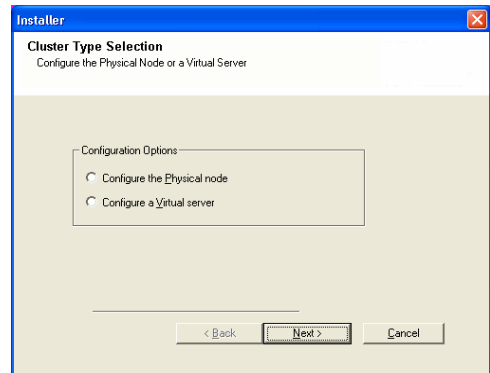 Installer
Cluster Type Selection
Configure the Physical Node or a Virtual Server
Configuration Options
Configure the Physical node
Configure a Virtual server
< Back
Next >
Cancel